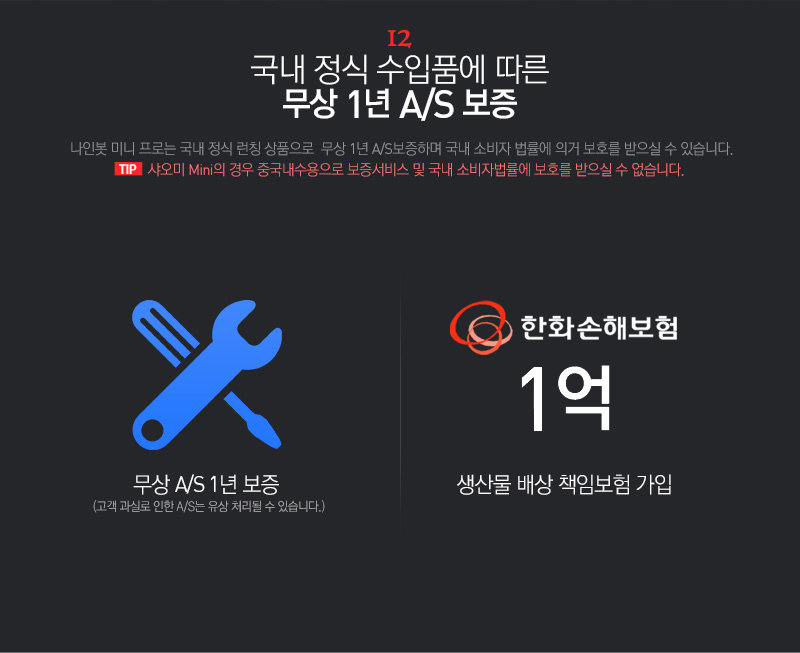 12
국내 정식 수입품에 따른
무상 1년 A/S 보증
나인봇 미니 프로는 국내 정식 런칭 상품으로 무상 1년 A/S보증하며 국내 소비자 법률에 의거 보호를 받으실 수 있습니다.
TIP 샤오미 Mini의 경우 중국내수용으로 보증서비스 및 국내 소비자법률에 보호를 받으실 수 없습니다.
한화손해보험
1억
무상 A/S 1년 보증
(고객 과실로 인한 A/S는 유상 처리될 수 있습니다.)
생산물 배상 책임보험 가입